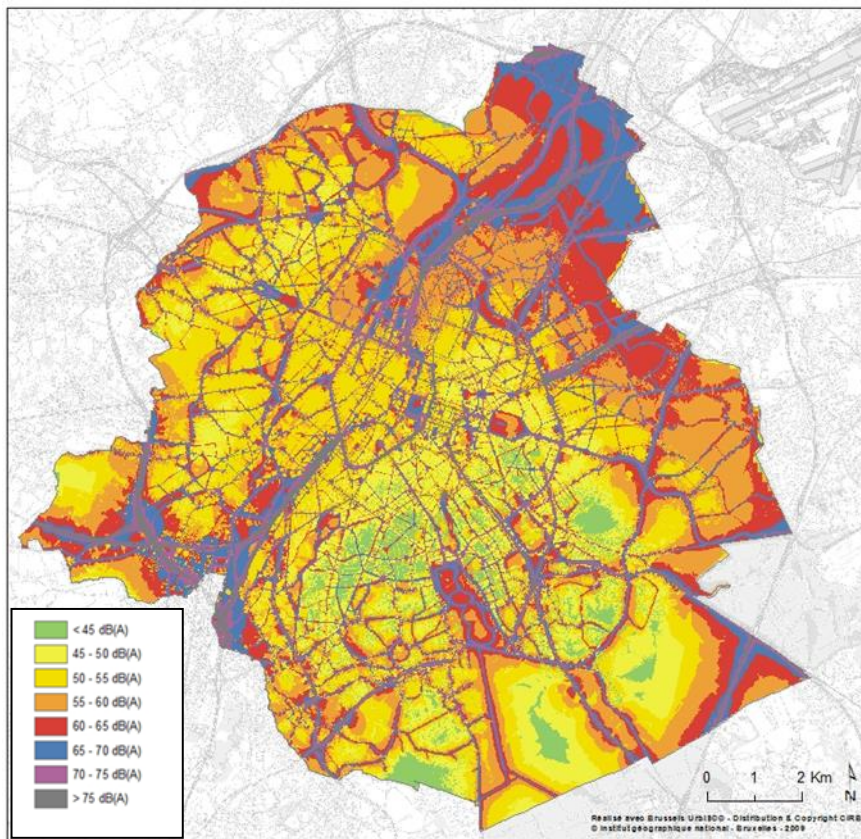 < 45 dB(A)
45 - 50 dB(A)
50 - 55 dB(A)
55 - 60 dB(A)
60 - 65 dB(A)
65 - 70 dB(A)
70 - 75 dB(A)
> 75 dB(A)
0 1 2 Km
N
Réalisé avec Brussels UrbIS®© - Distribution & Copyright CIRB
© Institut géographique national - Bruxelles - 2009